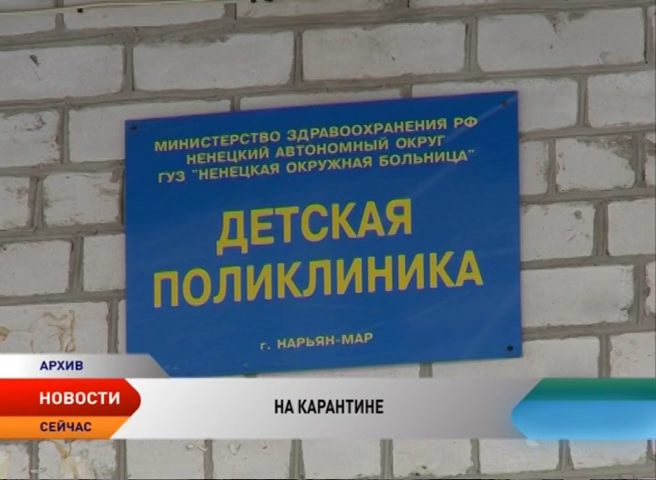 МИНИСТЕРСТВО ЗДРАВООХРАНЕНИЯ РФ
НЕНЕЦКИЙ АВТОНОМНЫЙ ОКРУГ
ГУЗ "НЕНЕЦКАЯ ОКРУЖНАЯ БОЛЬНИЦА"
ДЕТСКАЯ
ПОЛИКЛИНИКА
г. НАРЬЯН-МАР
АРХИВ
НОВОСТИ
СЕЙЧАС
НА КАРАНТИНЕ